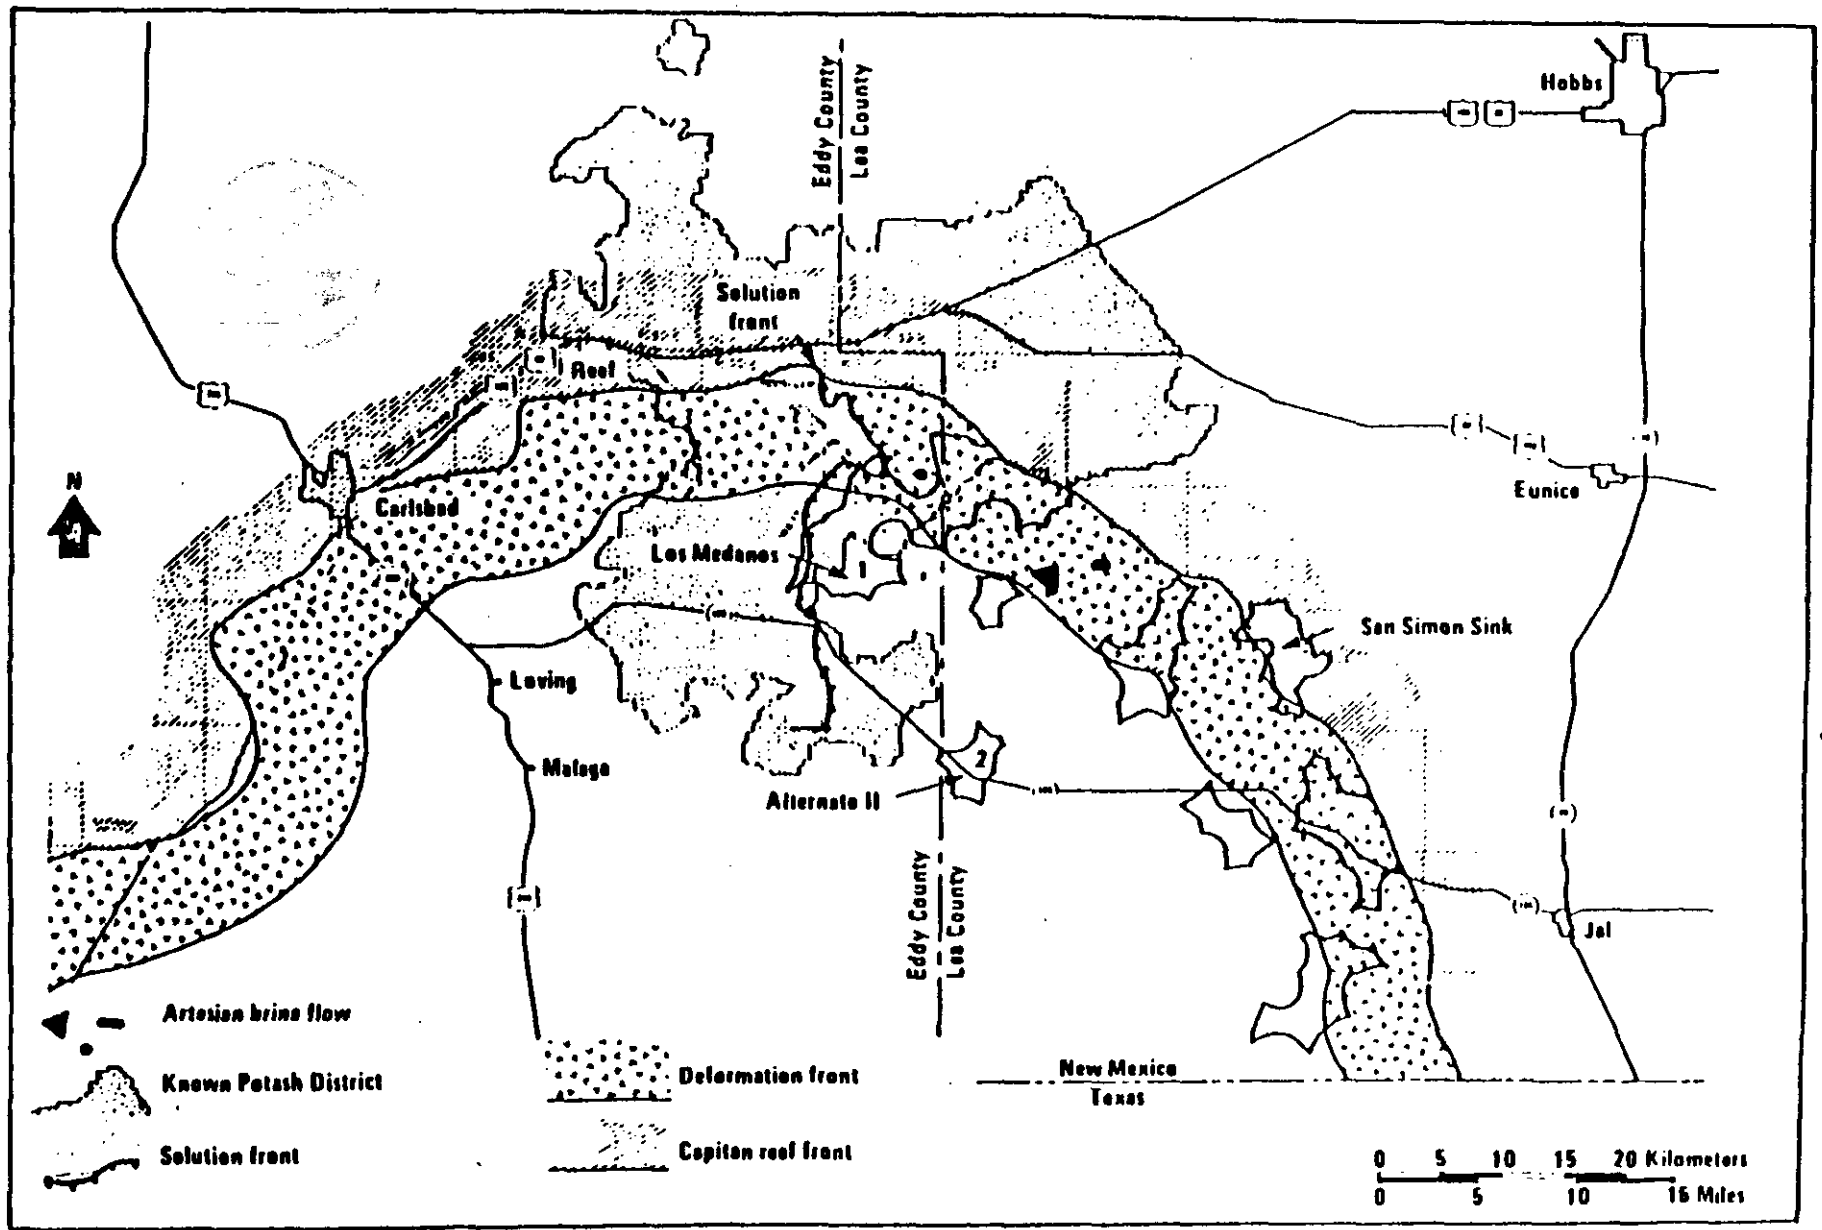 Hobbs
Eddy County
Lea County
Solution
front
Reef
N
Carlsbad
Eunice
Los Medanos
1
San Simon Sink
Loving
Malaga
2
Alternate II
Eddy County
Lea County
Jal
Artesian brine flow
Known Potash District
Deformation front
New Mexico
Texas
Solution front
Capitan reef front
0 5 10 15 20 Kilometers
0 5 10 15 Miles